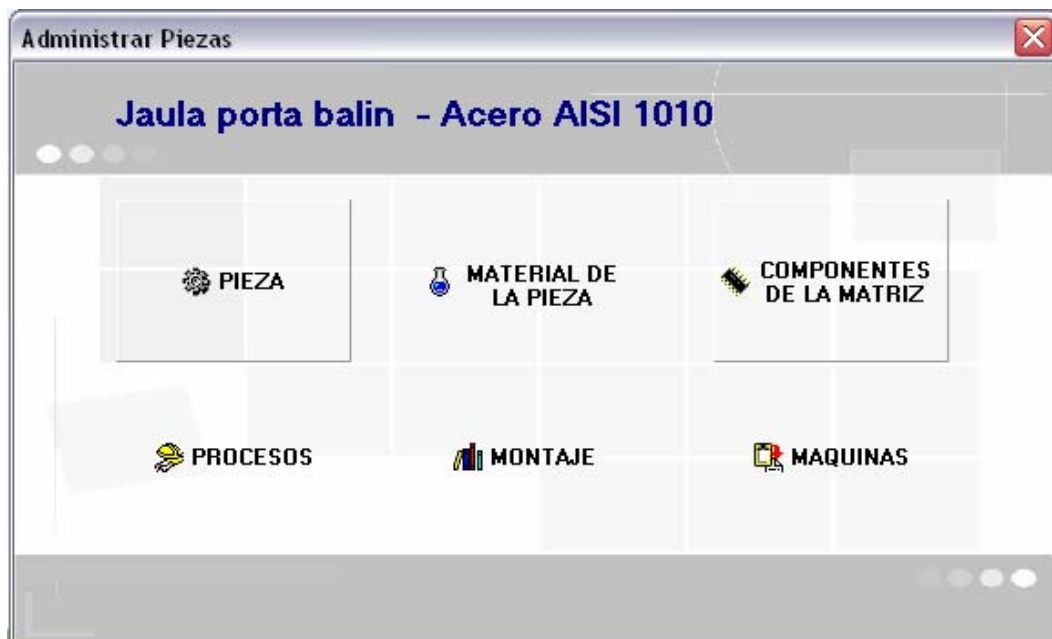 Administrar Piezas
Jaula porta balin - Acero AISI 1010
PIEZA
MATERIAL DE
LA PIEZA
COMPONENTES
DE LA MATRIZ
PROCESOS
MONTAJE
MAQUINAS